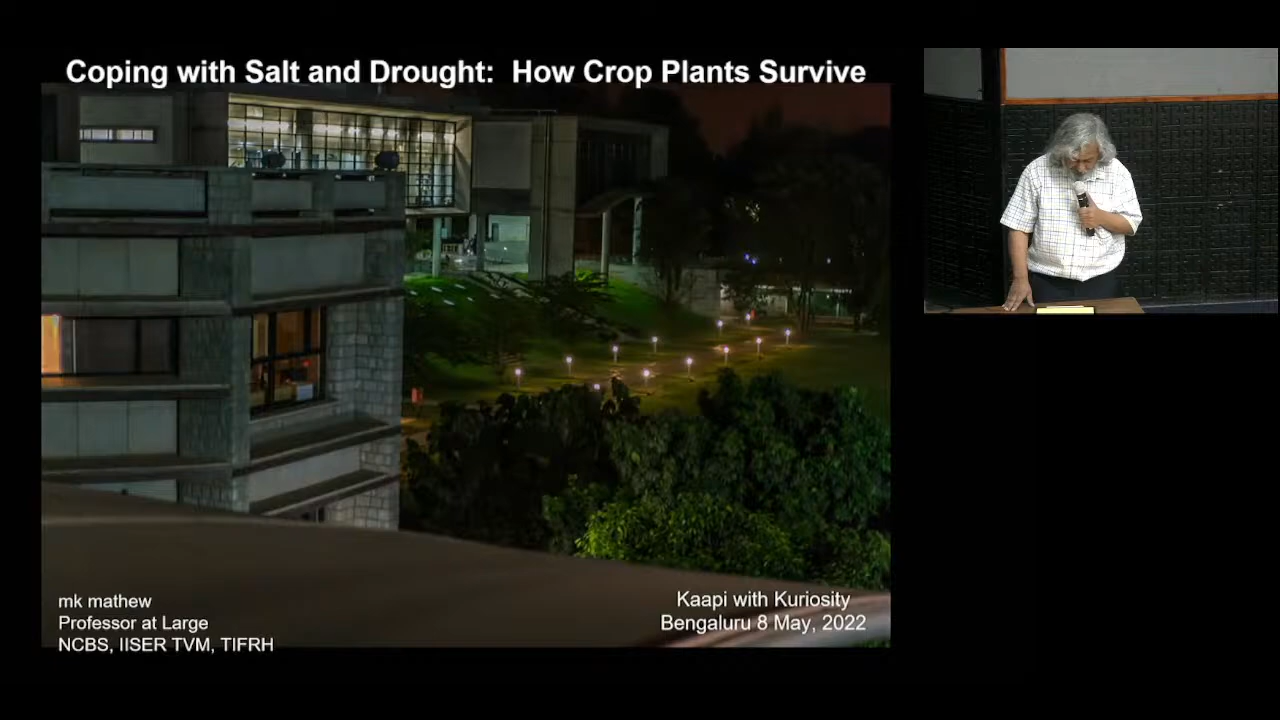 Coping with Salt and Drought: How Crop Plants Survive
mk mathew
Professor at Large
NCBS, IISER TVM, TIFRH
Kaapi with Kuriosity
Bengaluru 8 May, 2022